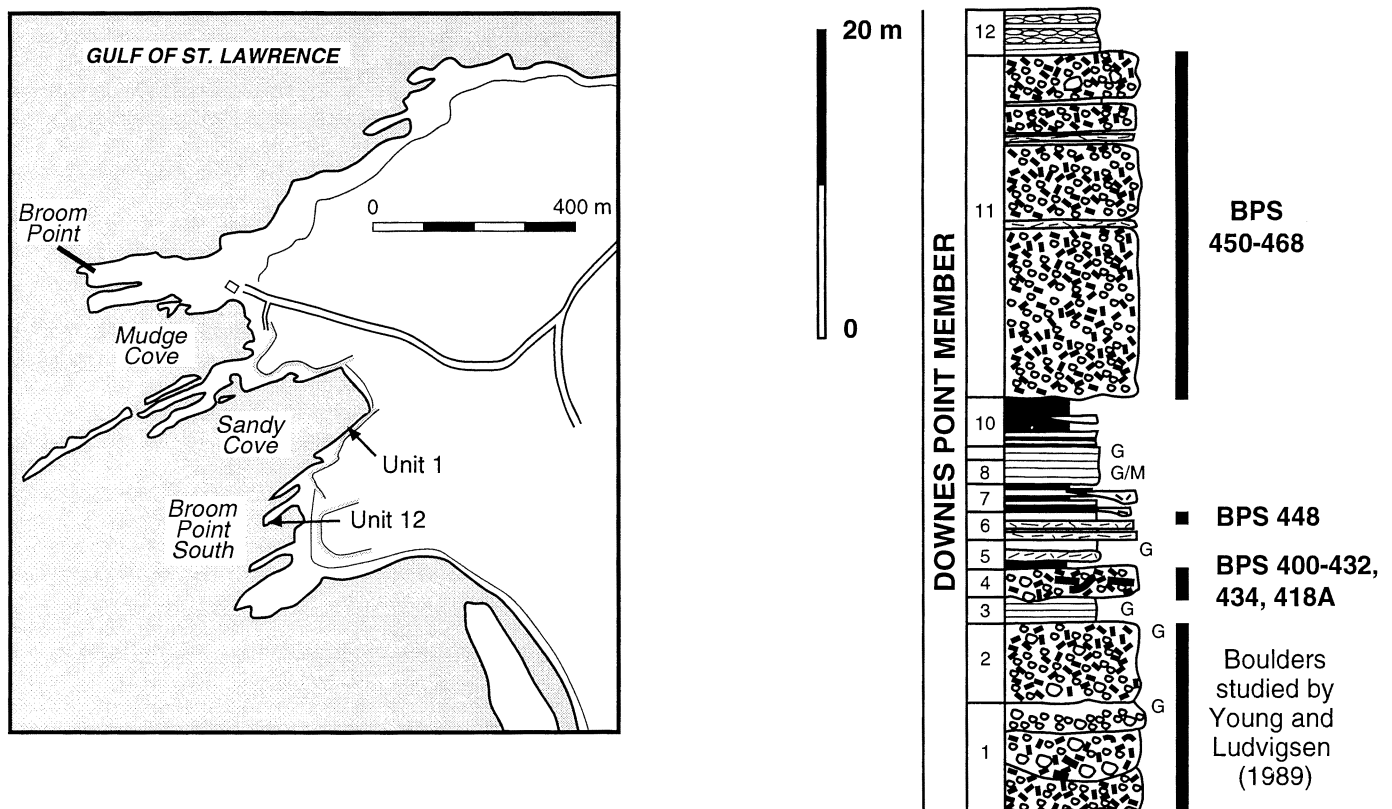 GULF OF ST. LAWRENCE
Broom
Point
0 400 m
Mudge
Cove
Sandy
Cove
Unit 1
Broom
Point
South
Unit 12
20 m
0
DOWNES POINT MEMBER
12
11
10
8
7
6
5
4
3
2
1
G
G/M
G
G
G
G
BPS
450-468
BPS 448
BPS 400-432,
434, 418A
Boulders
studied by
Young and
Ludvigsen
(1989)